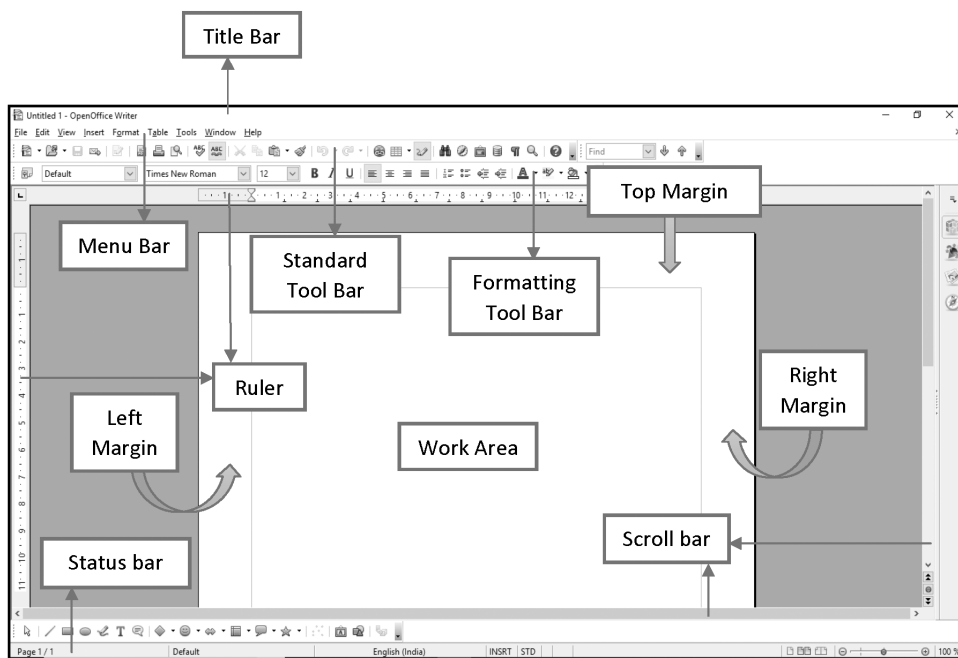 Title Bar
Untitled 1 - OpenOffice Writer
File Edit View Insert Format Table Tools Window Help
Find
Default Times New Roman 12 B I U
Top Margin
Menu Bar
Standard
Tool Bar
Formatting
Tool Bar
Ruler
Right
Margin
Left
Margin
Work Area
Scroll bar
Status bar
Page 1 / 1 Default English (India) INSRT STD 100 %